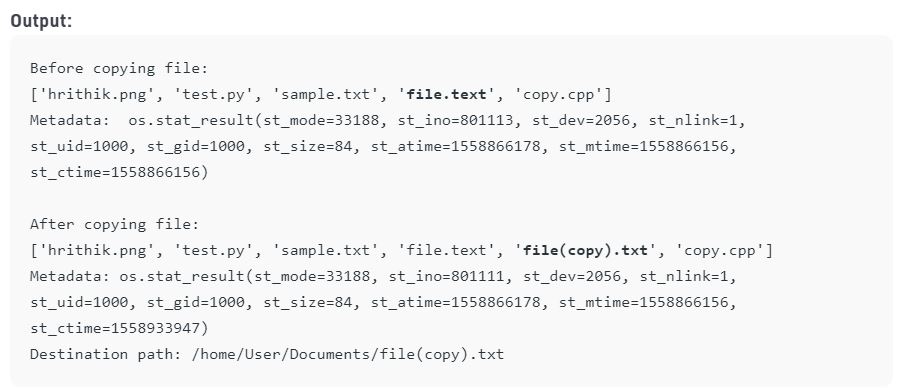 Output:
Before copying file:
['hrithik.png', 'test.py', 'sample.txt', 'file.text', 'copy.cpp']
Metadata:  os.stat_result(st_mode=33188, st_ino=801113, st_dev=2056, st_nlink=1,
st_uid=1000, st_gid=1000, st_size=84, st_atime=1558866178, st_mtime=1558866156,
st_ctime=1558866156)
After copying file:
['hrithik.png', 'test.py', 'sample.txt', 'file.text', 'file(copy).txt', 'copy.cpp']
Metadata: os.stat_result(st_mode=33188, st_ino=801111, st_dev=2056, st_nlink=1,
st_uid=1000, st_gid=1000, st_size=84, st_atime=1558866178, st_mtime=1558866156,
st_ctime=1558933947)
Destination path: /home/User/Documents/file(copy).txt